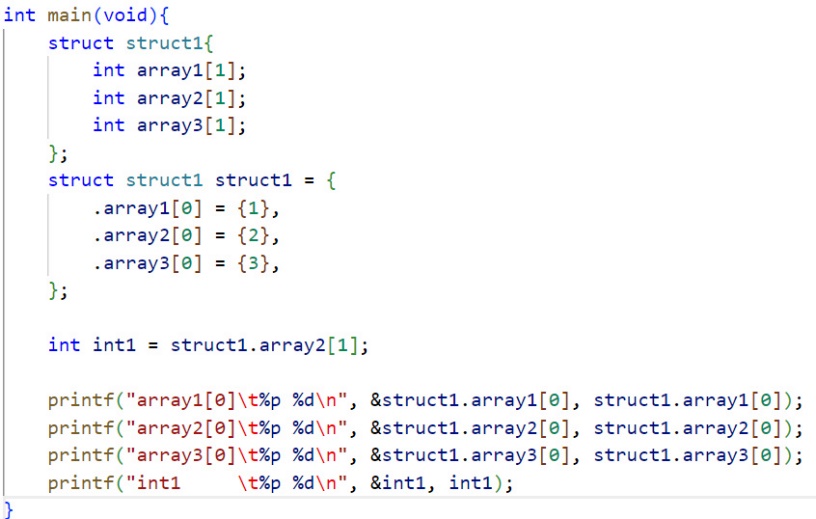 int main(void){
    struct struct1{
        int array1[1];
        int array2[1];
        int array3[1];
    };
    struct struct1 struct1 = {
        .array1[0] = {1},
        .array2[0] = {2},
        .array3[0] = {3},
    };

    int int1 = struct1.array2[1];

    printf("array1[0]\t%p %d\n", &struct1.array1[0], struct1.array1[0]);
    printf("array2[0]\t%p %d\n", &struct1.array2[0], struct1.array2[0]);
    printf("array3[0]\t%p %d\n", &struct1.array3[0], struct1.array3[0]);
    printf("int1     \t%p %d\n", &int1, int1);
}